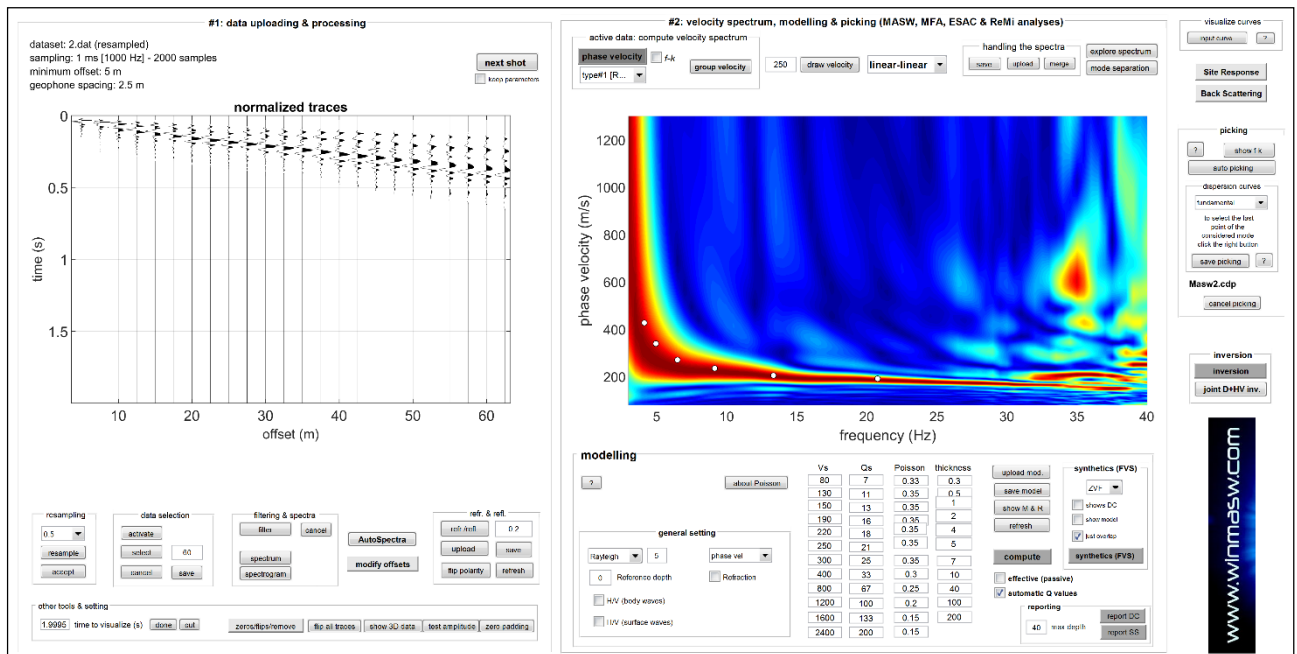 #1: data uploading & processing
dataset: 2.dat (resampled)
sampling: 1 ms [1000 Hz] - 2000 samples
minimum offset: 5 m
geophone spacing: 2.5 m
next shot
keep parameters
normalized traces
0
0.5
1
1.5
time (s)
10 20 30 40 50 60
offset (m)
resampling
0.5
resample
accept
data selection
activate
select 60
cancel save
filtering & spectra
filter cancel
spectrum
spectrogram
AutoSpectra
modify offsets
refr. & refl.
refr./refl. 0.2
upload save
flip polarity refresh
other tools & setting
1.9995 time to visualize (s) done cut zeros/flips/remove flip all traces show 3D data test amplitude zero padding
#2: velocity spectrum, modelling & picking (MASW, MFA, ESAC & ReMi analyses)
active data: compute velocity spectrum
phase velocity f-k
type#1 [R...
group velocity
250 draw velocity linear-linear
handling the spectra
save upload merge
explore spectrum
mode separation
1200
1000
800
600
400
200
phase velocity (m/s)
5 10 15 20 25 30 35 40
frequency (Hz)
modelling
? about Poisson
general setting
Rayleigh 5 phase vel
0 Reference depth Refraction
H/V (body waves)
H/V (surface waves)
Vs Qs Poisson thickness
80 7 0.33 0.3
130 11 0.35 0.5
150 13 0.35 1
190 16 0.35 2
220 18 0.35 4
250 21 0.35 5
300 25 0.35 7
400 33 0.3 10
800 67 0.25 40
1200 100 0.2 100
1600 133 0.15 200
2400 200 0.15
upload mod.
save model
show M & R
refresh
compute
effective (passive)
automatic Q values
synthetics (FVS)
ZVF
shows DC
show model
just overlap
synthetics (FVS)
reporting
40 max depth
report DC
report SS
visualize curves
input curve ?
Site Response
Back Scattering
picking
? show f k
auto picking
dispersion curves
fundamental
to select the last
point of the
considered mode
click the right button
save picking ?
Masw2.cdp
cancel picking
inversion
inversion
joint D+HV inv.
www.winmasw.com